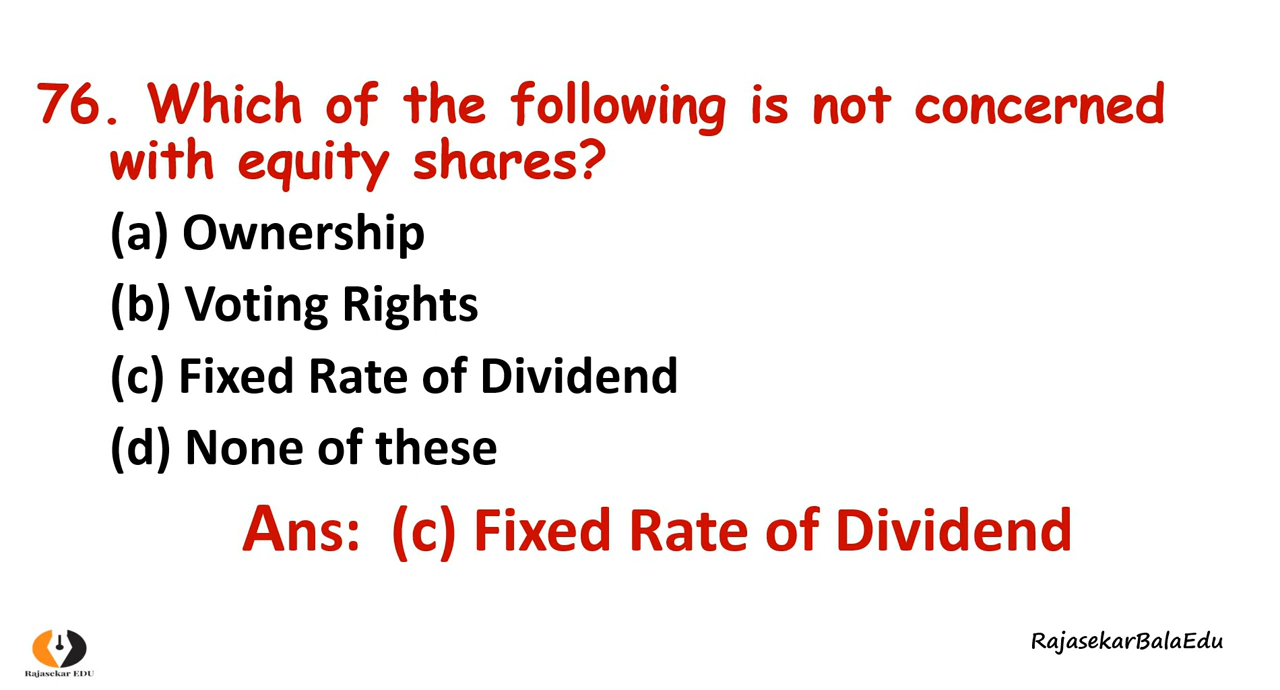 76. Which of the following is not concerned
with equity shares?
(a) Ownership
(b) Voting Rights
(c) Fixed Rate of Dividend
(d) None of these
Ans: (c) Fixed Rate of Dividend
RajasekarBalaEdu
Rajasekar EDU